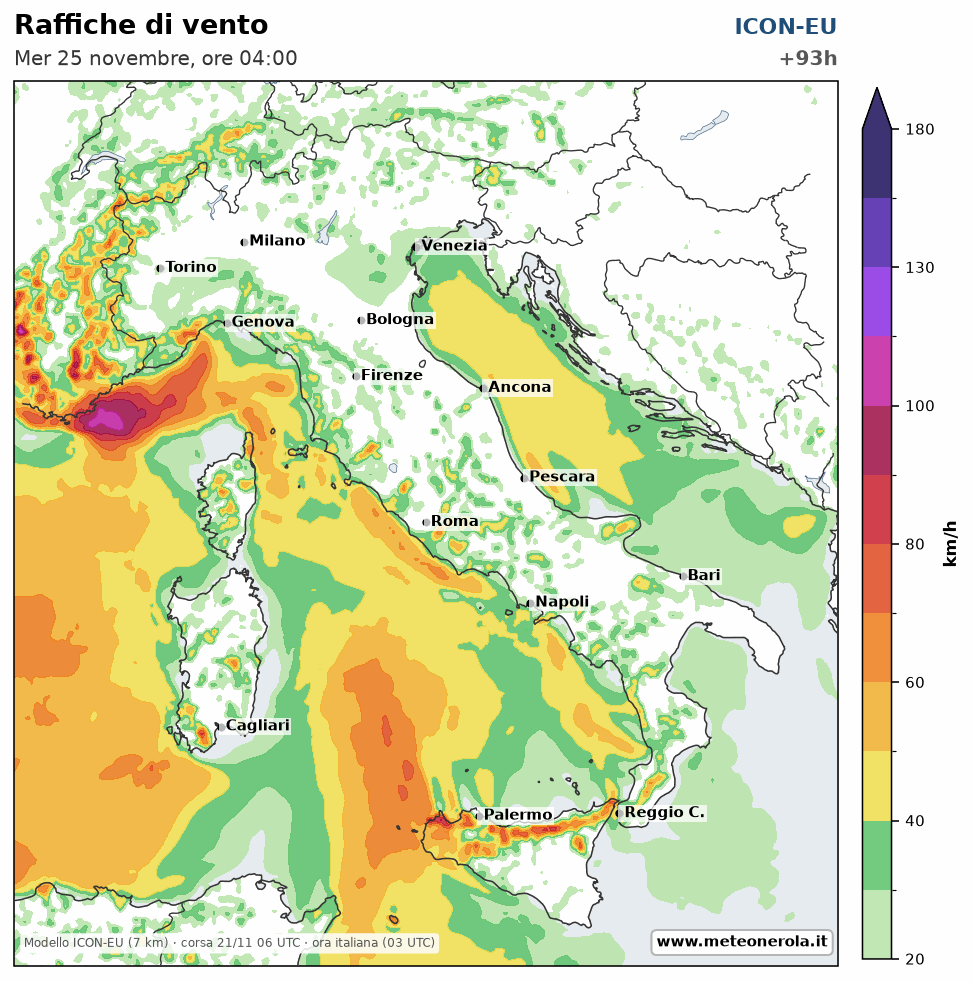 Raffiche di vento
ICON-EU
Mer 25 novembre, ore 04:00
+93h
180
130
100
80
60
40
20
km/h
Milano
Venezia
Torino
Genova
Bologna
Firenze
Ancona
Pescara
Roma
Bari
Napoli
Cagliari
Palermo
Reggio C.
Modello ICON-EU (7 km) · corsa 21/11 06 UTC · ora italiana (03 UTC)
www.meteonerola.it